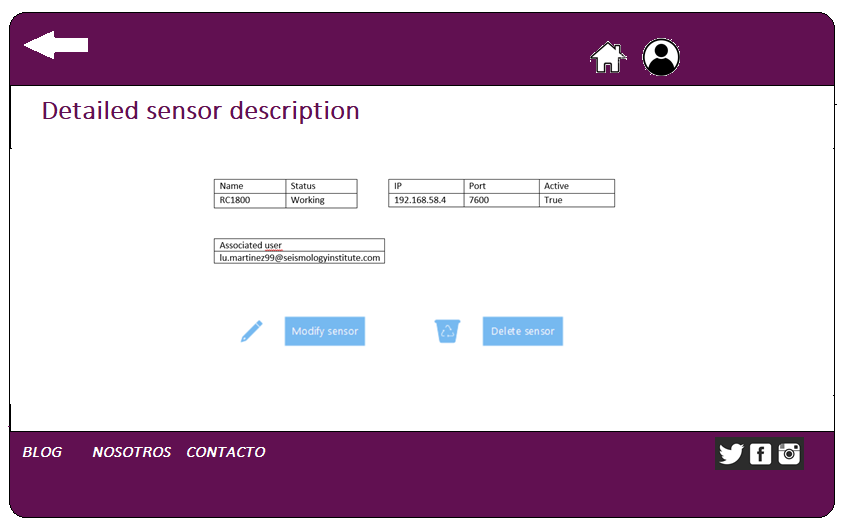 Detailed sensor description
Name Status
RC1800 Working
IP Port Active
192.168.58.4 7600 True
Associated user
lu.martinez99@seismologyinstitute.com
Modify sensor
Delete sensor
BLOG NOSOTROS CONTACTO